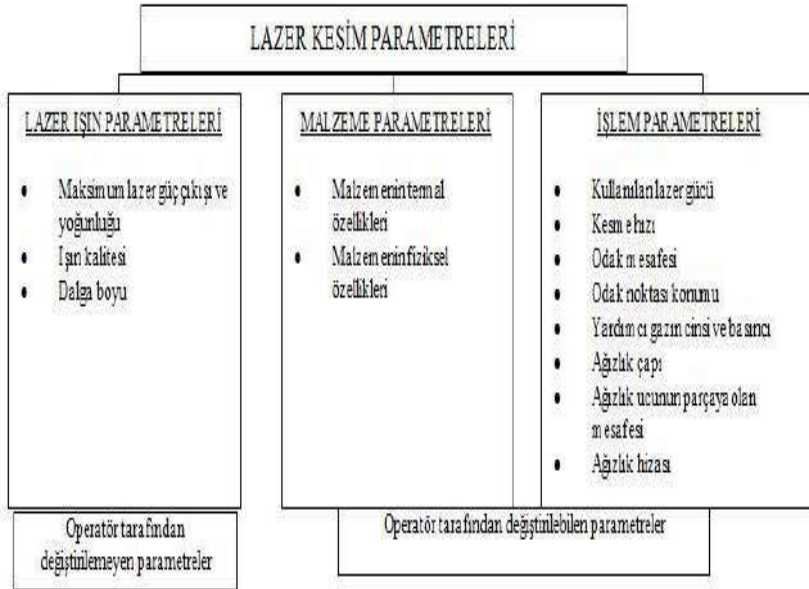 LAZER KESİM PARAMETRELERİ
LAZER IŞIN PARAMETRELERİ
Maksimum lazer güç çıkışı ve
yoğunluğu
Işın kalitesi
Dalga boyu
MALZEME PARAMETRELERİ
Malzemenin termal
özellikleri
Malzemenin fiziksel
özellikleri
İŞLEM PARAMETRELERİ
Kullanılan lazer gücü
Kesme hızı
Odak mesafesi
Odak noktası konumu
Yardımcı gazın cinsi ve basıncı
Ağızlık çapı
Ağızlık ucunun parçaya olan
mesafesi
Ağızlık hizası
Operatör tarafından
değiştirilemeyen parametreler
Operatör tarafından değiştirilebilen parametreler